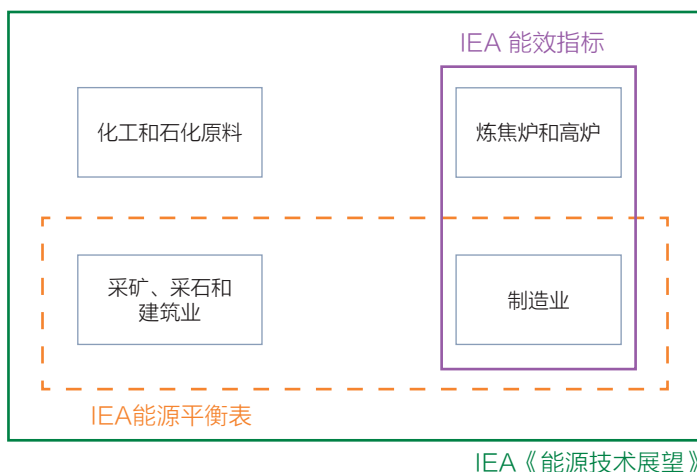 IEA 能效指标
化工和石化原料
炼焦炉和高炉
采矿、采石和
建筑业
制造业
IEA能源平衡表
IEA《能源技术展望》